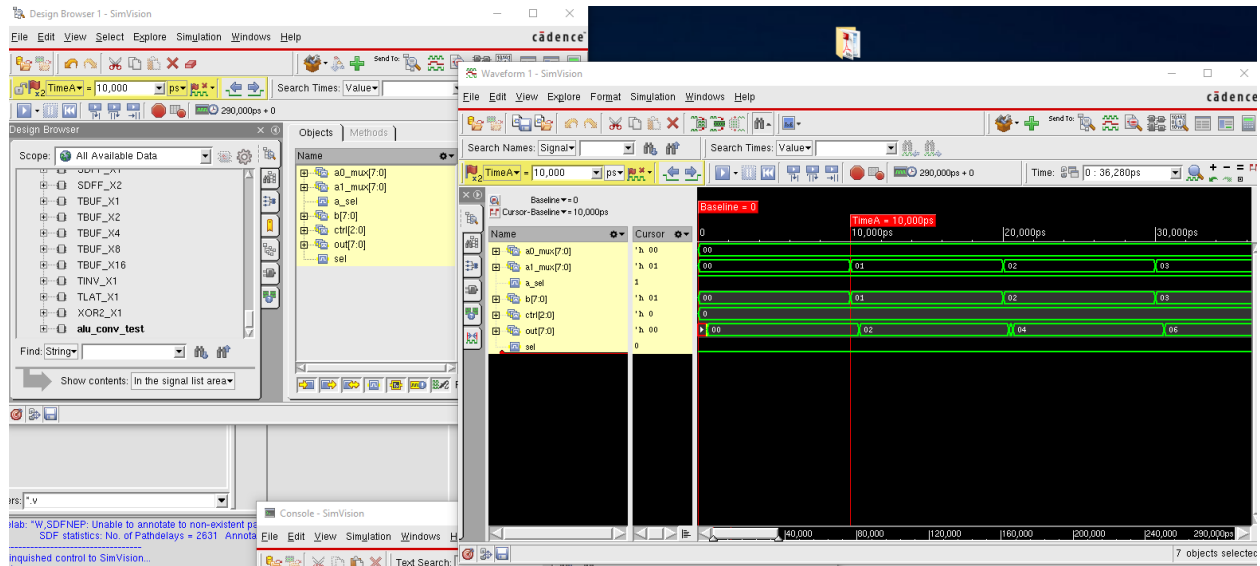 Design Browser 1 - SimVision
File Edit View Select Explore Simulation Windows Help
cādence
Send To:
TimeA = 10,000 ps
Search Times: Value
290,000ps + 0
Design Browser
Scope: All Available Data
SDFF_X2
TBUF_X1
TBUF_X2
TBUF_X4
TBUF_X8
TBUF_X16
TINV_X1
TLAT_X1
XOR2_X1
alu_conv_test
Find: String
Show contents: In the signal list area
Objects Methods
Name
a0_mux[7:0]
a1_mux[7:0]
a_sel
b[7:0]
ctrl[2:0]
out[7:0]
sel
ers: *.v
elab: *W,SDFNEP: Unable to annotate to non-existent pa
SDF statistics: No. of Pathdelays = 2631 Annota
inquished control to SimVision...
Console - SimVision
File Edit View Simulation Windows H
Text Search:
Waveform 1 - SimVision
File Edit View Explore Format Simulation Windows Help
cādence
Send To:
Search Names: Signal
Search Times: Value
TimeA = 10,000 ps
290,000ps + 0
Time: 0 : 36,280ps
Baseline = 0
Cursor-Baseline = 10,000ps
Baseline = 0
TimeA = 10,000ps
Name Cursor
0 10,000ps 20,000ps 30,000ps
a0_mux[7:0] 'h 00 00
a1_mux[7:0] 'h 01 00 01 02 03
a_sel 1
b[7:0] 'h 01 00 01 02 03
ctrl[2:0] 'h 0 0
out[7:0] 'h 00 00 02 04 06
sel 0
40,000 80,000 120,000 160,000 200,000 240,000 290,000ps
7 objects selected